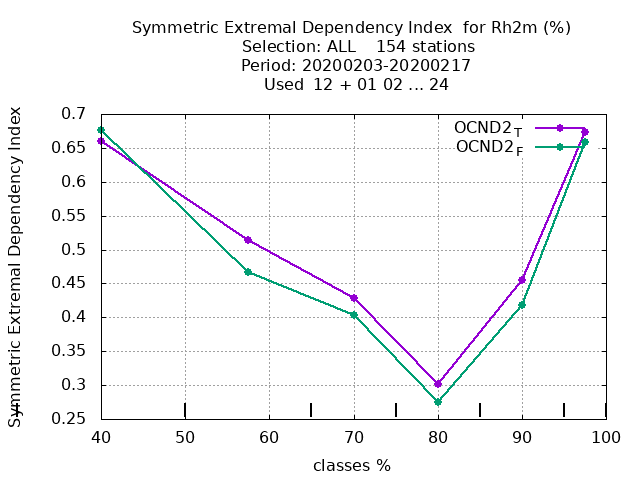 Symmetric Extremal Dependency Index  for Rh2m (%)
Selection: ALL    154 stations
Period: 20200203-20200217
Used  12 + 01 02 ... 24
Symmetric Extremal Dependency Index
0.7
0.65
0.6
0.55
0.5
0.45
0.4
0.35
0.3
0.25
OCND2T
OCND2F
40 50 60 70 80 90 100
classes %